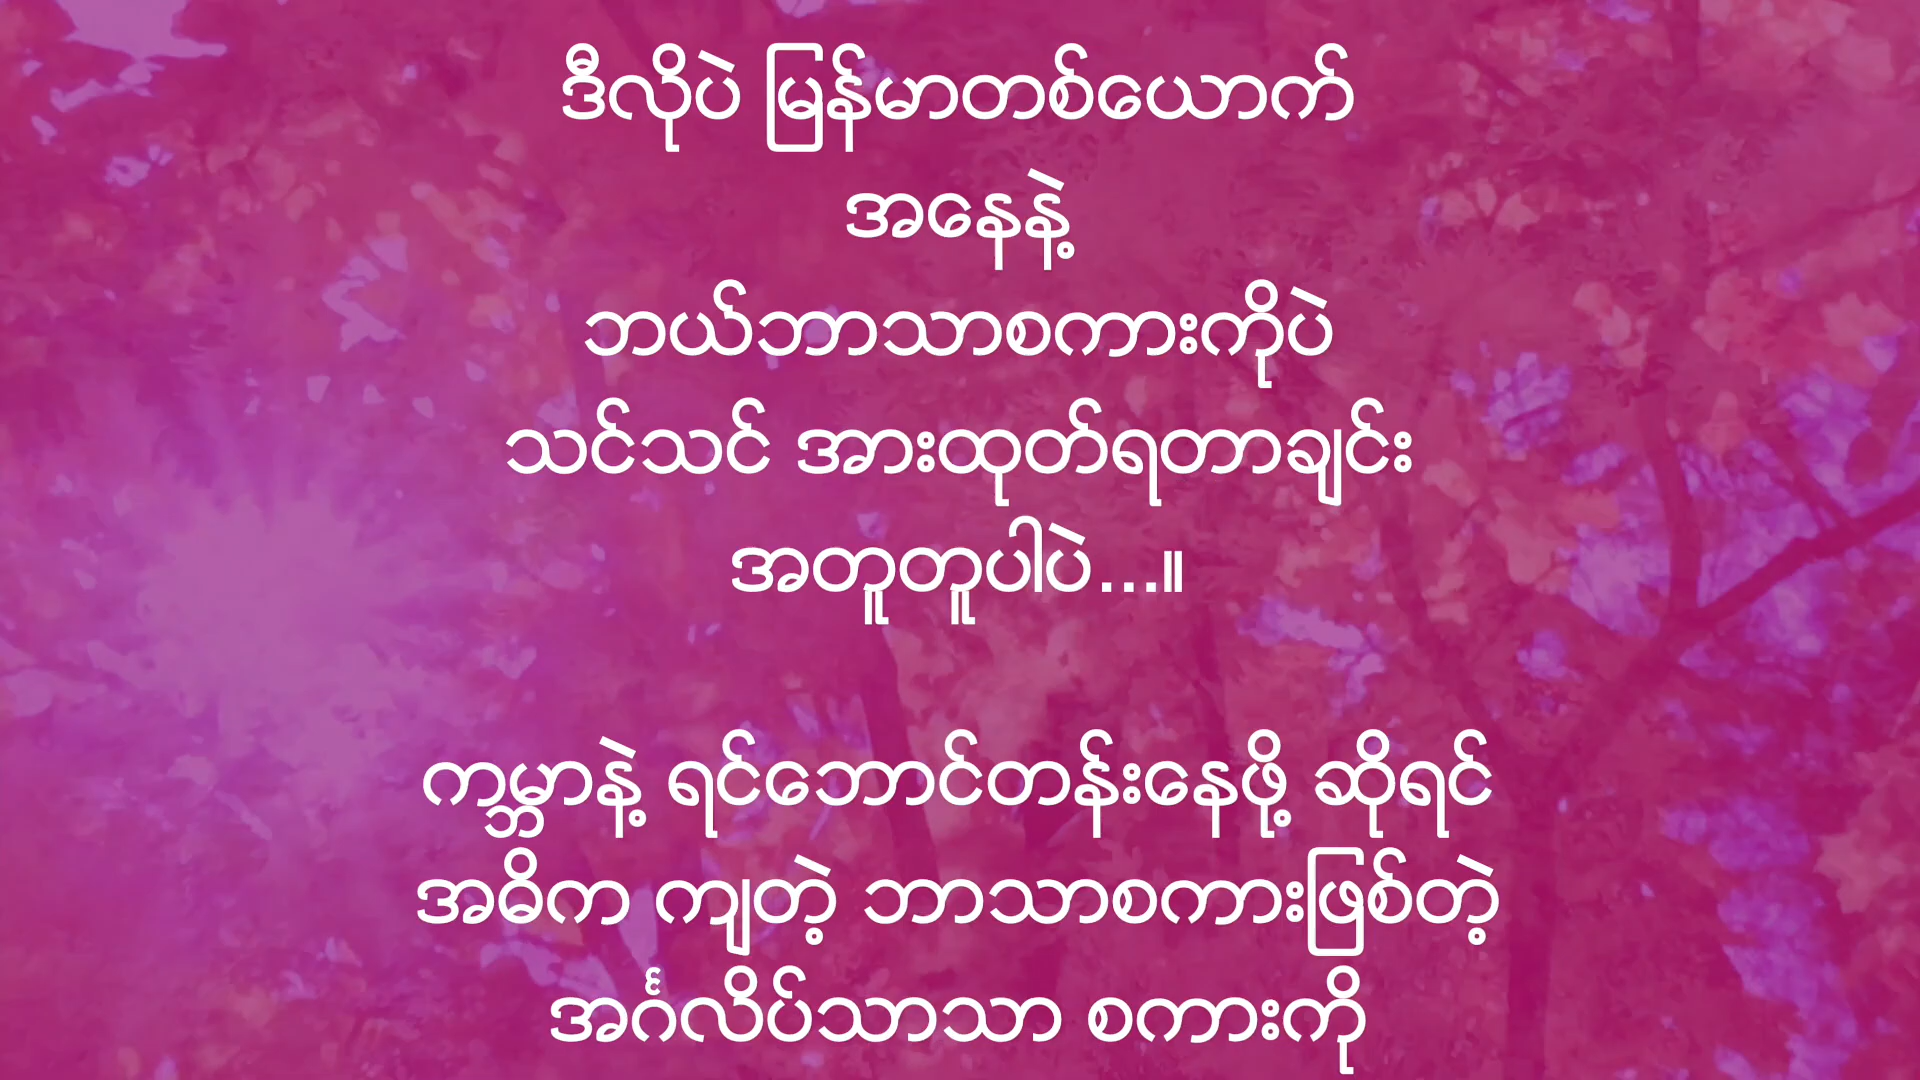 ဒီလိုပဲ မြန်မာတစ်ယောက်
အနေနဲ့
ဘယ်ဘာသာစကားကိုပဲ
သင်သင် အားထုတ်ရတာချင်း
အတူတူပါပဲ...။
ကမ္ဘာနဲ့ ရင်ဘောင်တန်းနေဖို့ ဆိုရင်
အဓိက ကျတဲ့ ဘာသာစကားဖြစ်တဲ့
အင်္ဂလိပ်သာသာ စကားကို